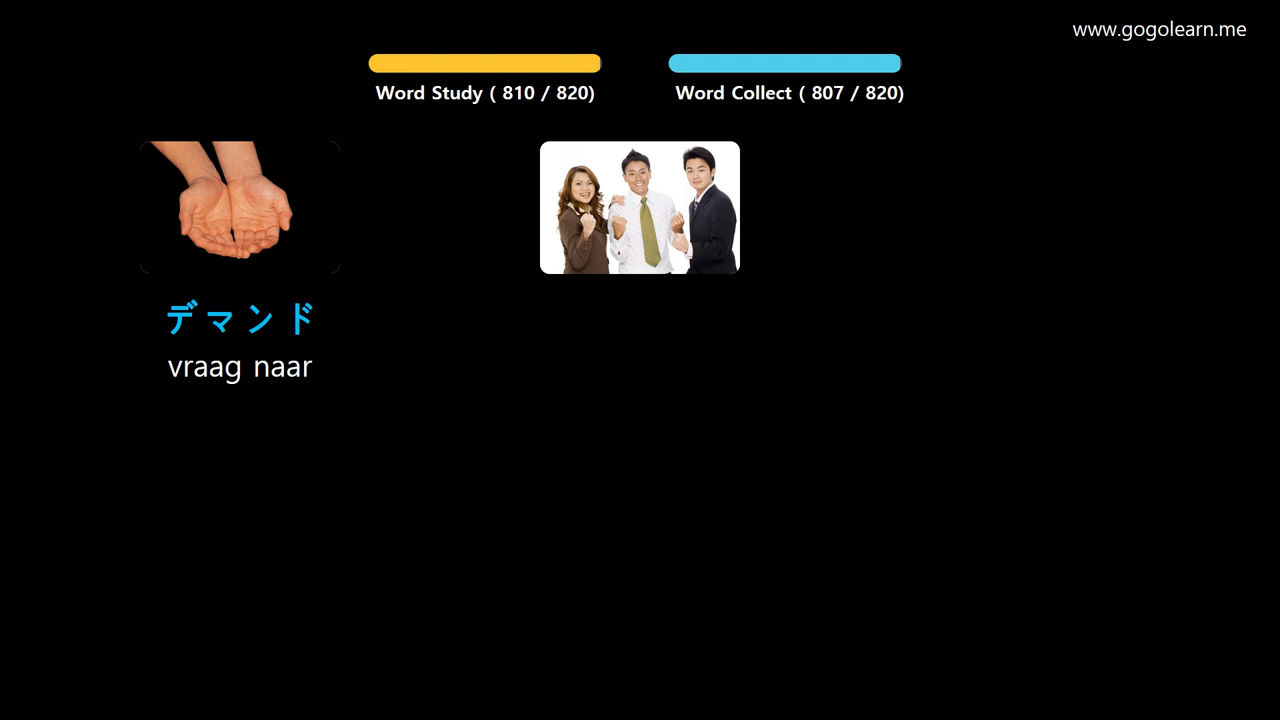 www.gogolearn.me
Word Study ( 810 / 820)
Word Collect ( 807 / 820)
デマンド
vraag naar